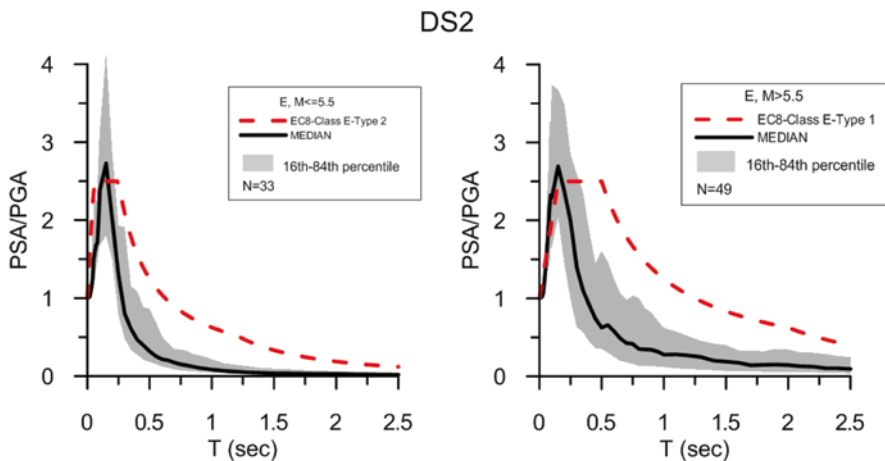 DS2
4
3
2
1
0
PSA/PGA
0
0.5
1
1.5
2
2.5
T (sec)
E, M<=5.5
EC8-Class E-Type 2
MEDIAN
16th-84th percentile
N=33
4
3
2
1
0
PSA/PGA
0
0.5
1
1.5
2
2.5
T (sec)
E, M>5.5
EC8-Class E-Type 1
MEDIAN
16th-84th percentile
N=49